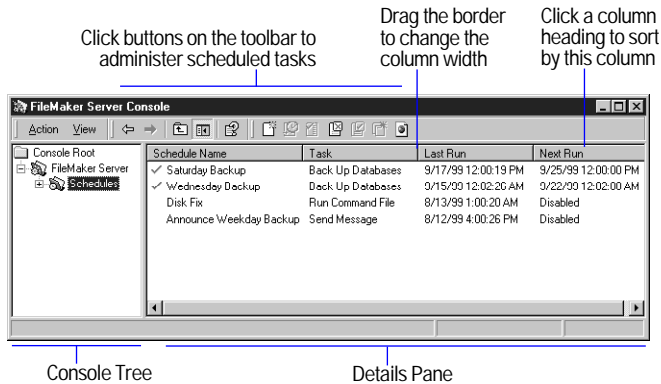 Click buttons on the toolbar to
administer scheduled tasks
Drag the border
to change the
column width
Click a column
heading to sort
by this column
FileMaker Server Console
Action View
Console Root
FileMaker Server
Schedules
Schedule Name Task Last Run Next Run
Saturday Backup Back Up Databases 9/17/99 12:00:19 PM 9/25/99 12:00:00 PM
Wednesday Backup Back Up Databases 9/15/99 12:02:26 AM 9/22/99 12:02:00 AM
Disk Fix Run Command File 8/13/99 1:00:20 AM Disabled
Announce Weekday Backup Send Message 8/12/99 4:00:26 PM Disabled
Console Tree
Details Pane